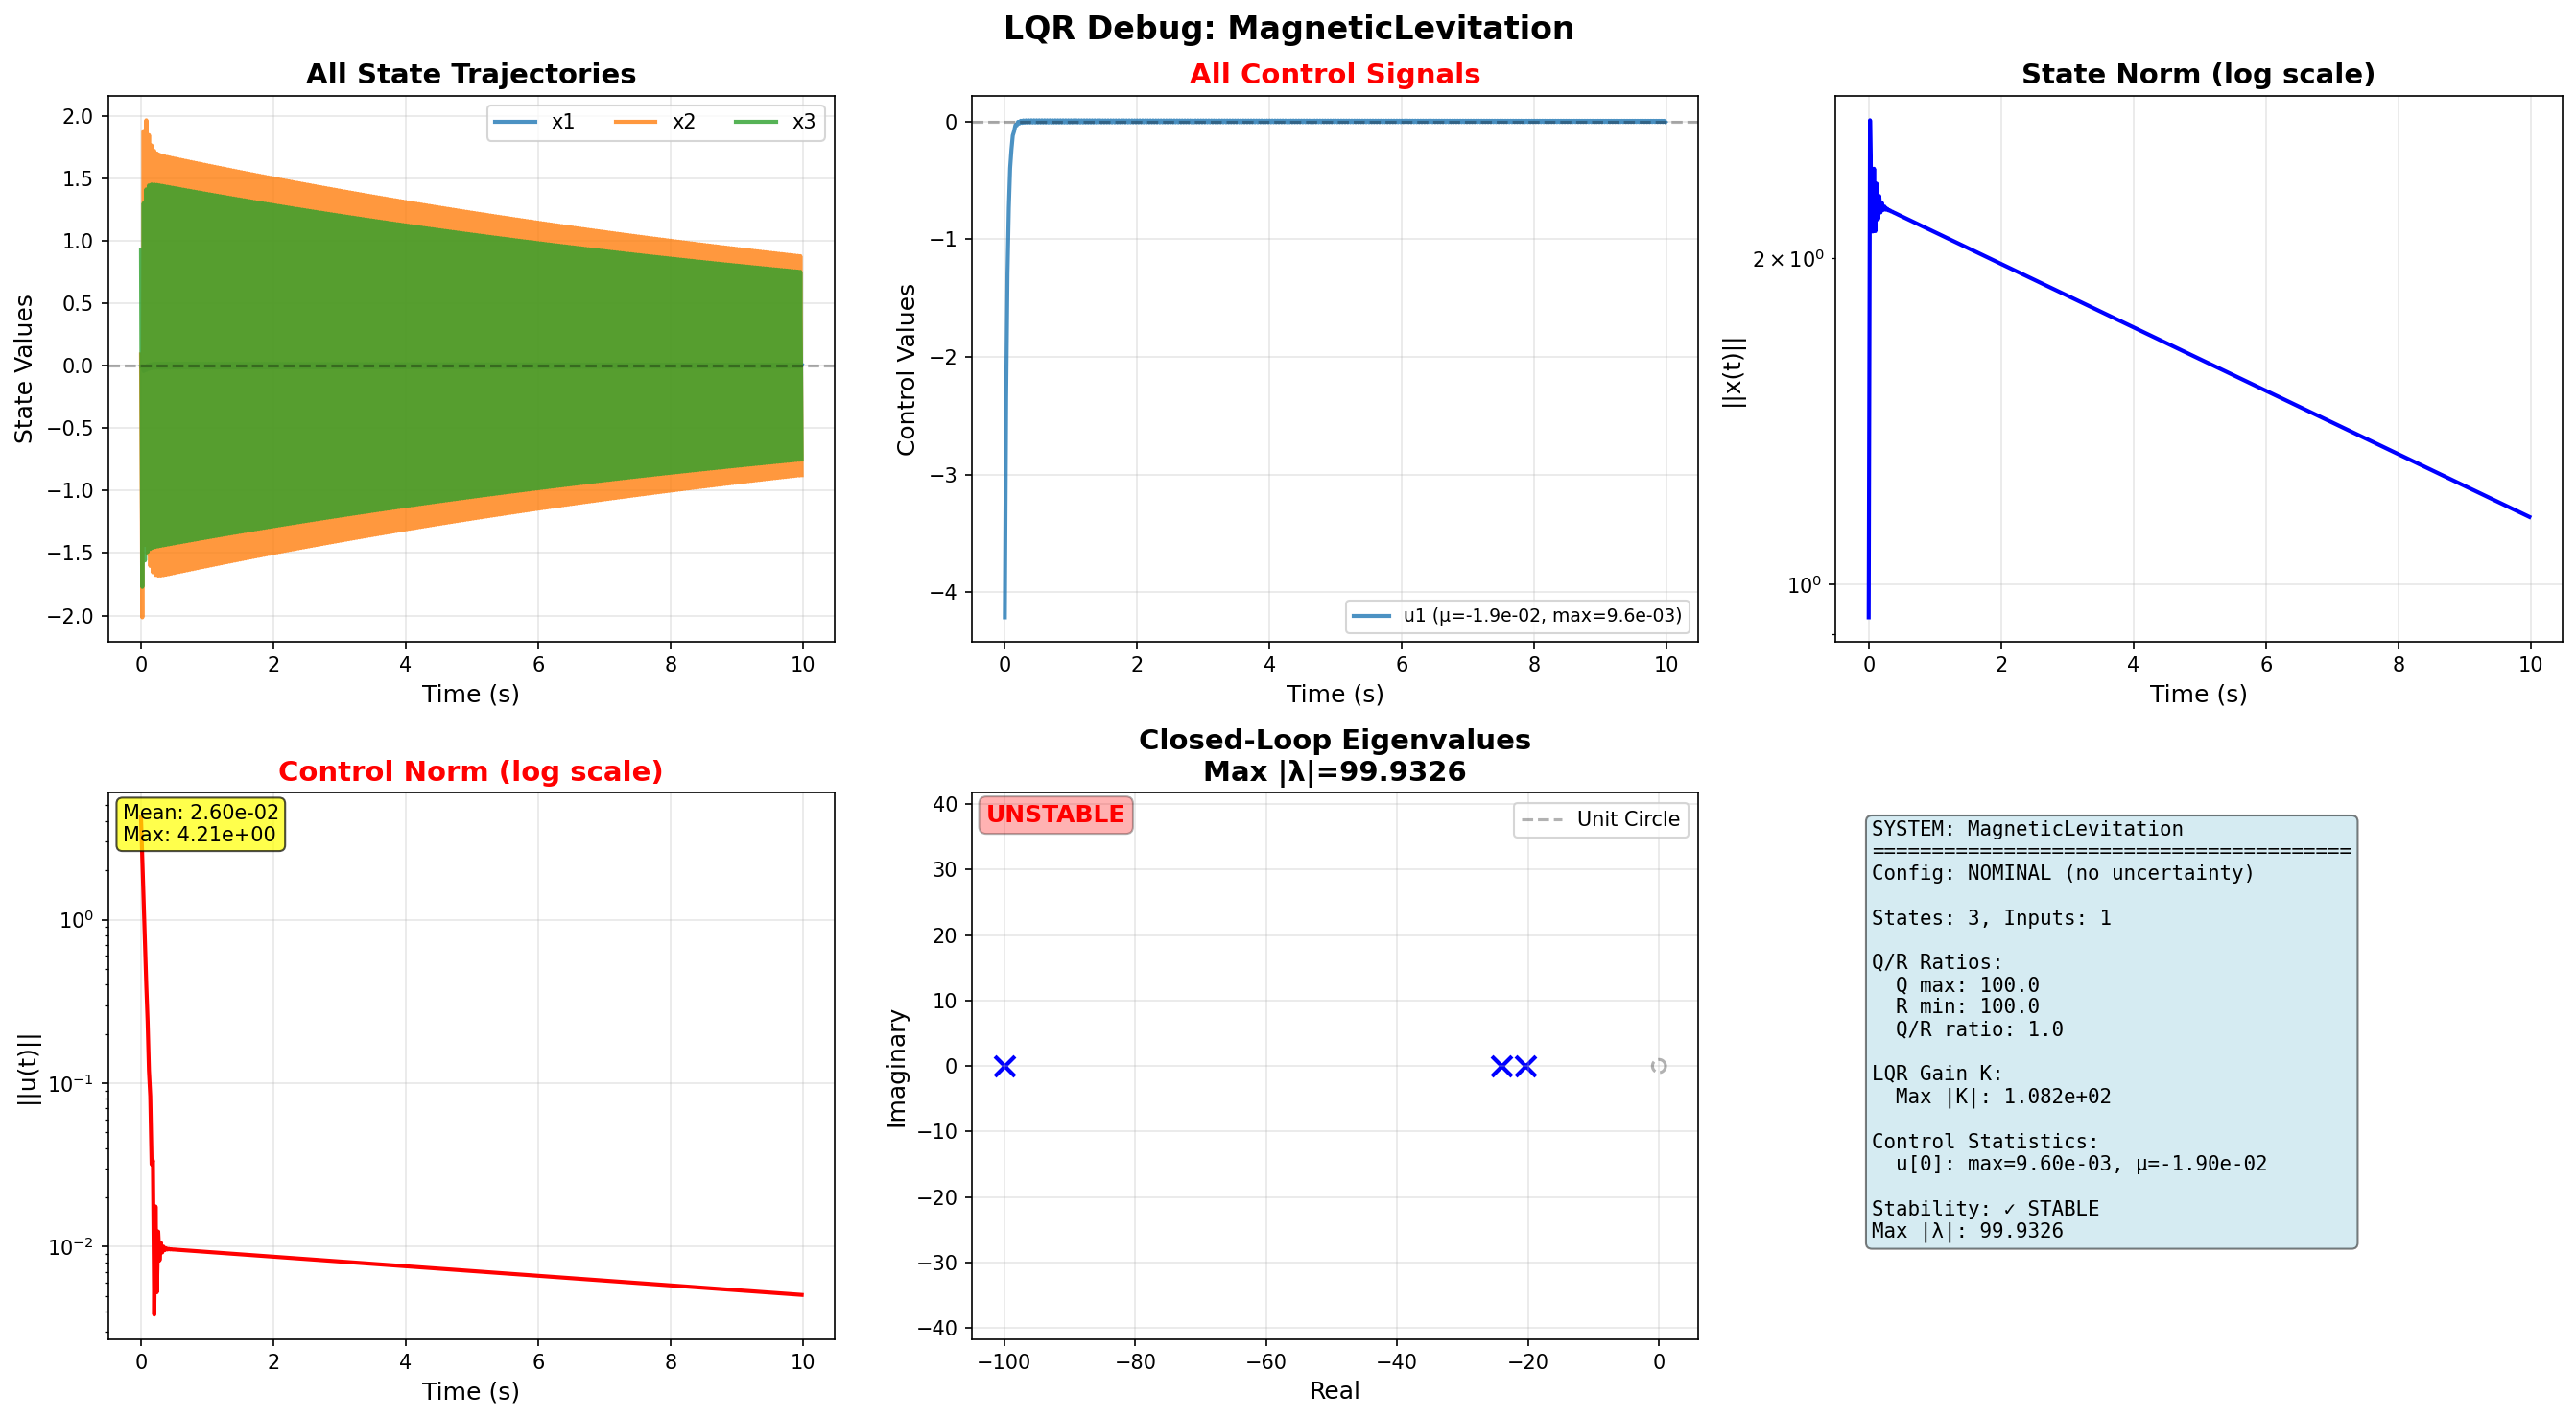 LQR Debug: MagneticLevitation
All State Trajectories
x1 x2 x3
2.0
1.5
1.0
0.5
0.0
−0.5
−1.0
−1.5
−2.0
State Values
0 2 4 6 8 10
Time (s)
All Control Signals
0
−1
−2
−3
−4
Control Values
u1 (μ=-1.9e-02, max=9.6e-03)
0 2 4 6 8 10
Time (s)
State Norm (log scale)
2 × 10⁰
10⁰
||x(t)||
0 2 4 6 8 10
Time (s)
Control Norm (log scale)
Mean: 2.60e-02
Max: 4.21e+00
10⁰
10⁻¹
10⁻²
||u(t)||
0 2 4 6 8 10
Time (s)
Closed-Loop Eigenvalues
Max |λ|=99.9326
UNSTABLE
Unit Circle
40
30
20
10
0
−10
−20
−30
−40
Imaginary
−100 −80 −60 −40 −20 0
Real
SYSTEM: MagneticLevitation
========================================
Config: NOMINAL (no uncertainty)
States: 3, Inputs: 1
Q/R Ratios:
Q max: 100.0
R min: 100.0
Q/R ratio: 1.0
LQR Gain K:
Max |K|: 1.082e+02
Control Statistics:
u[0]: max=9.60e-03, μ=-1.90e-02
Stability: ✓ STABLE
Max |λ|: 99.9326